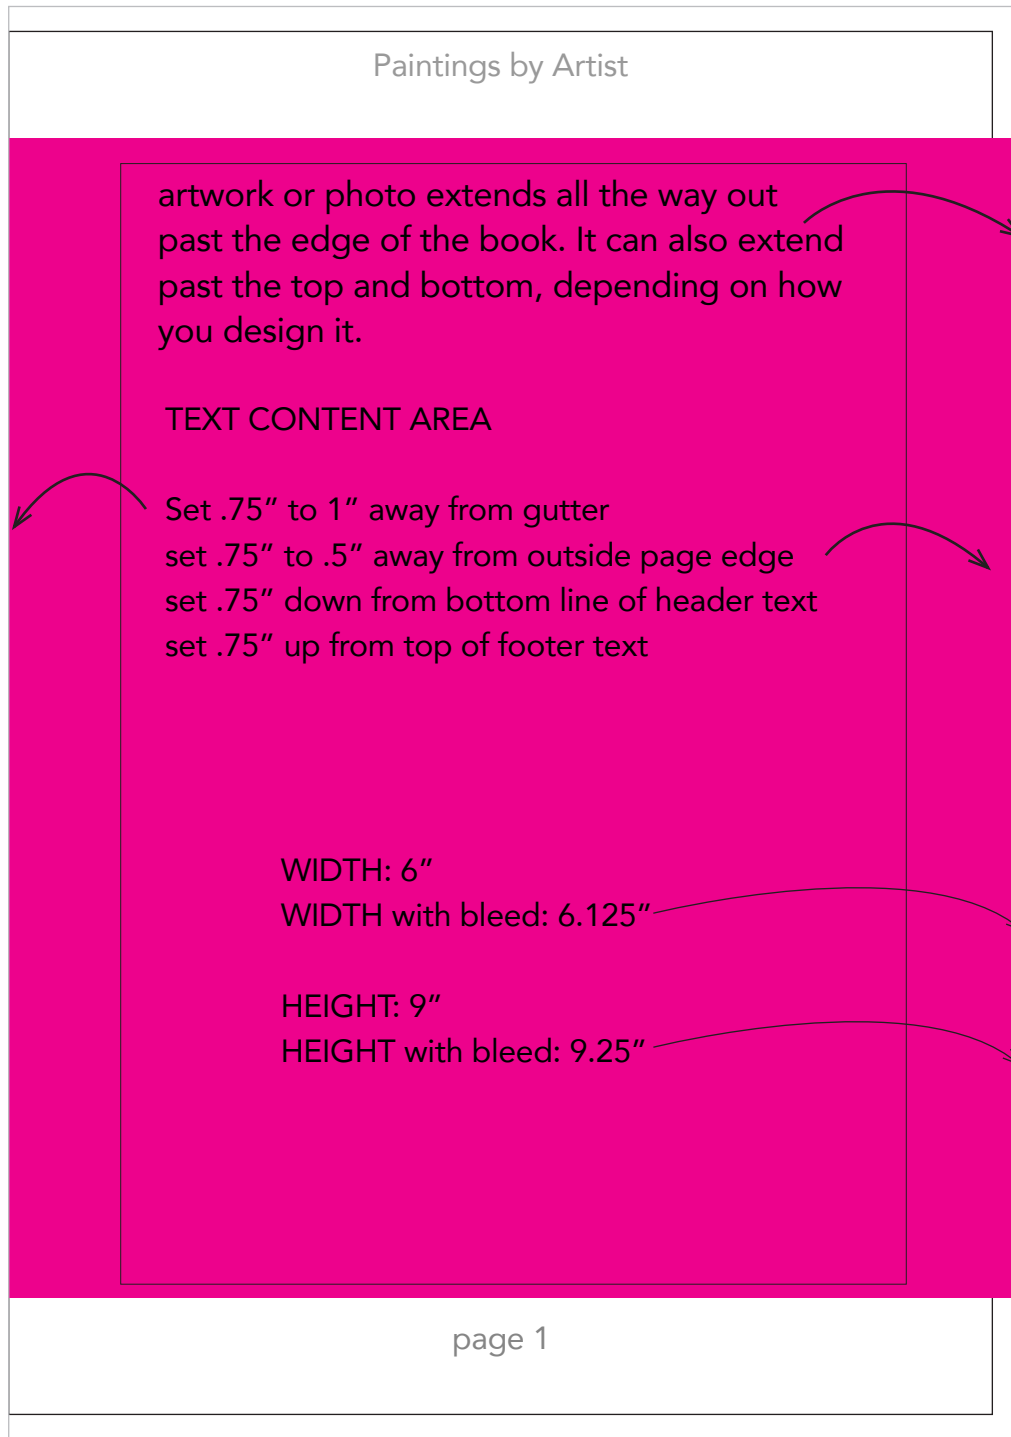 Paintings by Artist
artwork or photo extends all the way out
past the edge of the book. It can also extend
past the top and bottom, depending on how
you design it.
TEXT CONTENT AREA
Set .75" to 1" away from gutter
set .75" to .5" away from outside page edge
set .75" down from bottom line of header text
set .75" up from top of footer text
WIDTH: 6"
WIDTH with bleed: 6.125"
HEIGHT: 9"
HEIGHT with bleed: 9.25"
page 1